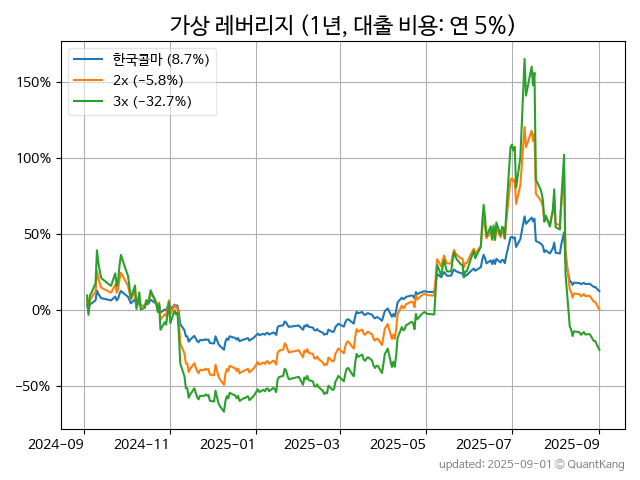 가상 레버리지 (1년, 대출 비용: 연 5%)
한국콜마 (8.7%)
2x (−5.8%)
3x (−32.7%)
150%
100%
50%
0%
−50%
2024−09 2024−11 2025−01 2025−03 2025−05 2025−07 2025−09
updated: 2025-09-01 © QuantKang